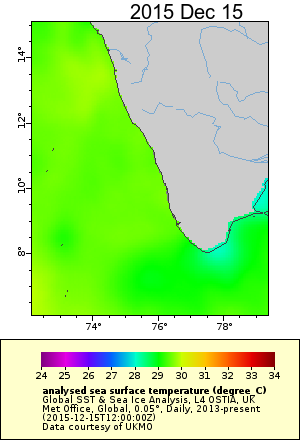 2015 Dec 15
14°
12°
10°
8°
74°
76°
78°
24 25 26 27 28 29 30 31 32 33 34
analysed sea surface temperature (degree_C)
Global SST & Sea Ice Analysis, L4 OSTIA, UK
Met Office, Global, 0.05°, Daily, 2013-present
(2015-12-15T12:00:00Z)
Data courtesy of UKMO